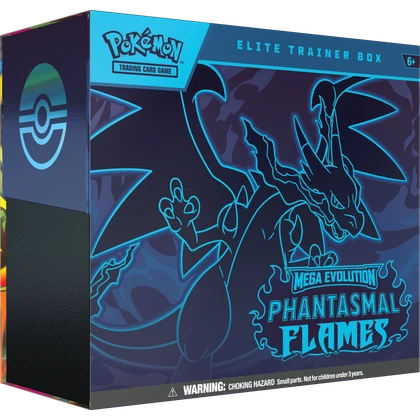 Pokémon
TRADING CARD GAME
ELITE TRAINER BOX
6+
MEGA EVOLUTION
PHANTASMAL
FLAMES
WARNING: CHOKING HAZARD Small parts. Not for children under 3 years.